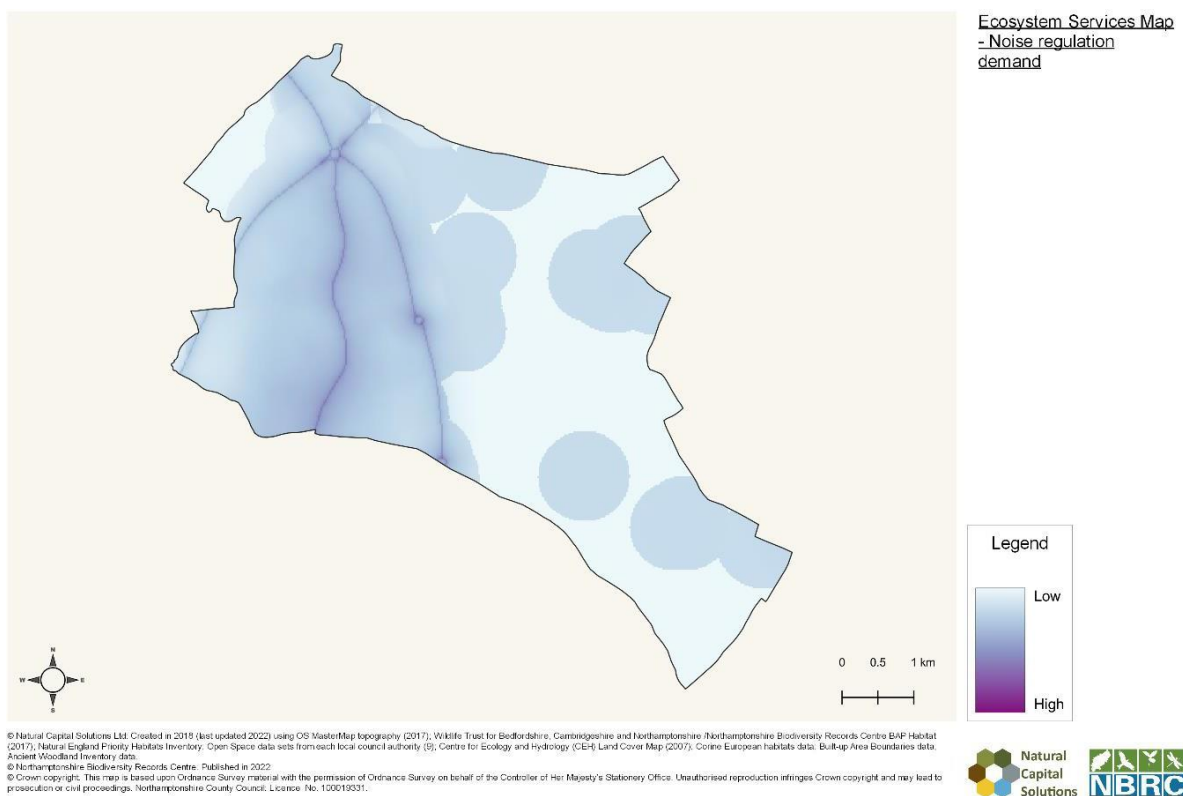 Ecosystem Services Map
- Noise regulation
demand
Legend
Low
High
N
W
E
S
0 0.5 1 km
© Natural Capital Solutions Ltd. Created in 2018 (last updated 2022) using OS MasterMap topography (2017); Wildlife Trust for Bedfordshire, Cambridgeshire and Northamptonshire /Northamptonshire Biodiversity Records Centre BAP Habitat
(2017); Natural England Priority Habitats Inventory; Open Space data sets from each local council authority (9); Centre for Ecology and Hydrology (CEH) Land Cover Map (2007); Corine European habitats data; Built-up Area Boundaries data;
Ancient Woodland Inventory data.
© Northamptonshire Biodiversity Records Centre. Published in 2022
© Crown copyright. This map is based upon Ordnance Survey material with the permission of Ordnance Survey on behalf of the Controller of Her Majesty's Stationery Office. Unauthorised reproduction infringes Crown copyright and may lead to
prosecution or civil proceedings. Northamptonshire County Council: Licence No. 100019331.
Natural
Capital
Solutions
NBRC